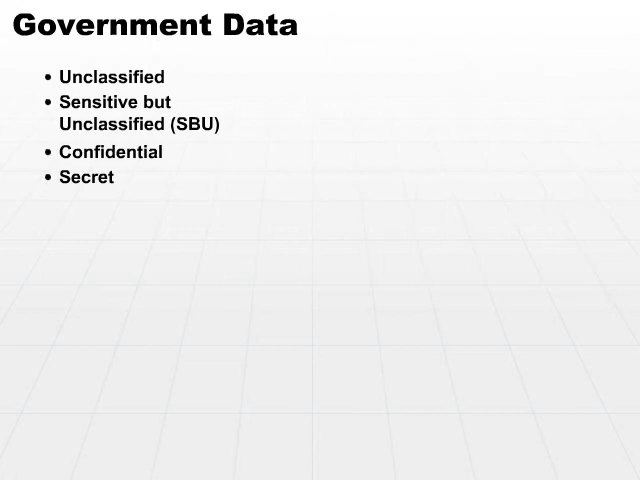 Government Data
• Unclassified
• Sensitive but
Unclassified (SBU)
• Confidential
• Secret